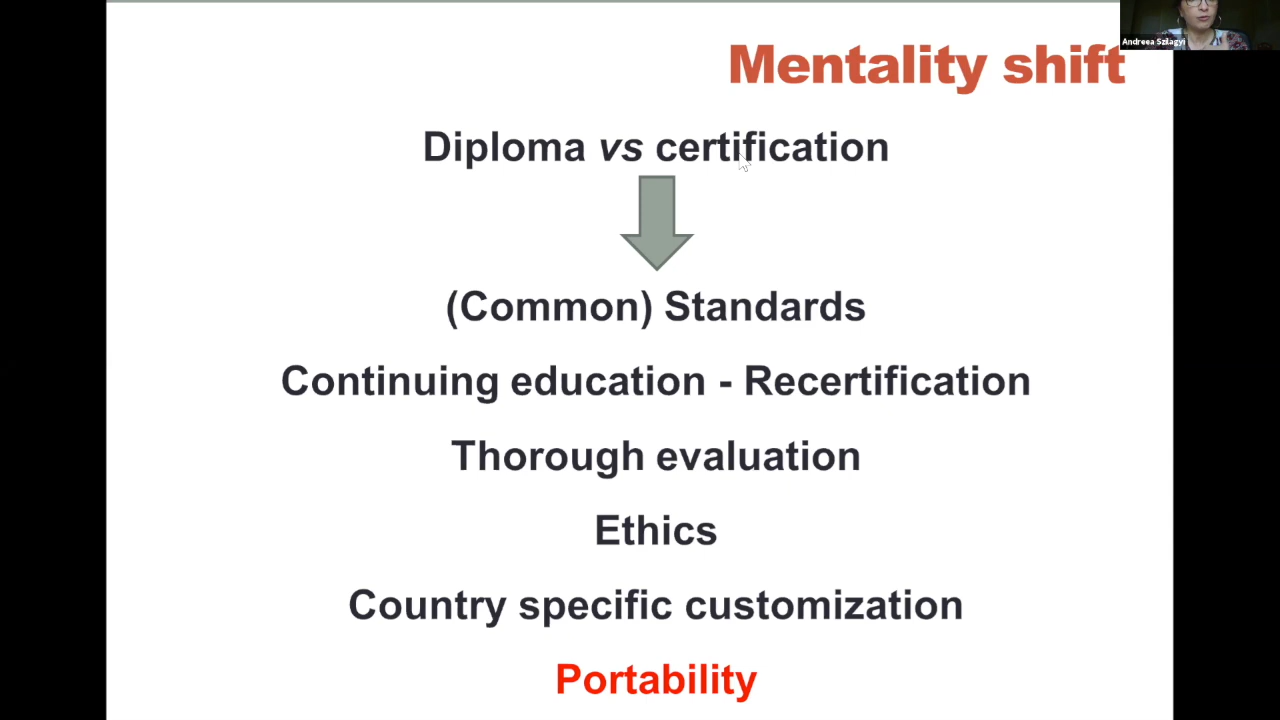 Andreea Szilagyi
Mentality shift
Diploma vs certification
(Common) Standards
Continuing education - Recertification
Thorough evaluation
Ethics
Country specific customization
Portability